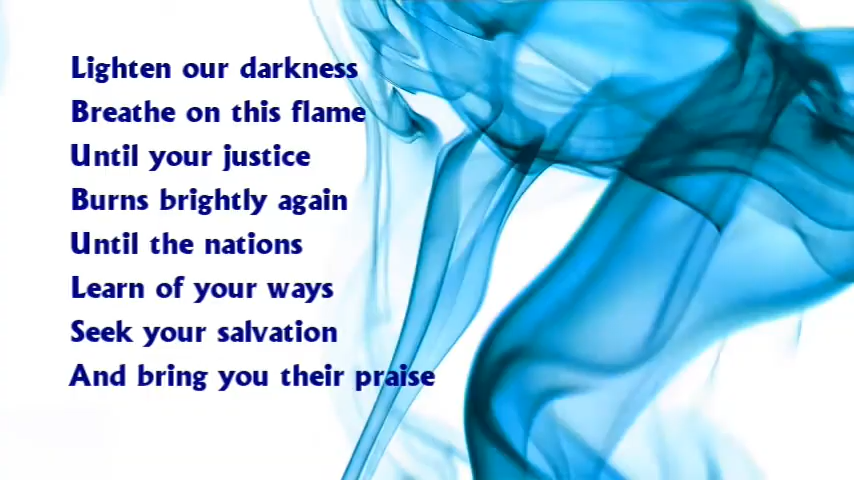 Lighten our darkness
Breathe on this flame
Until your justice
Burns brightly again
Until the nations
Learn of your ways
Seek your salvation
And bring you their praise